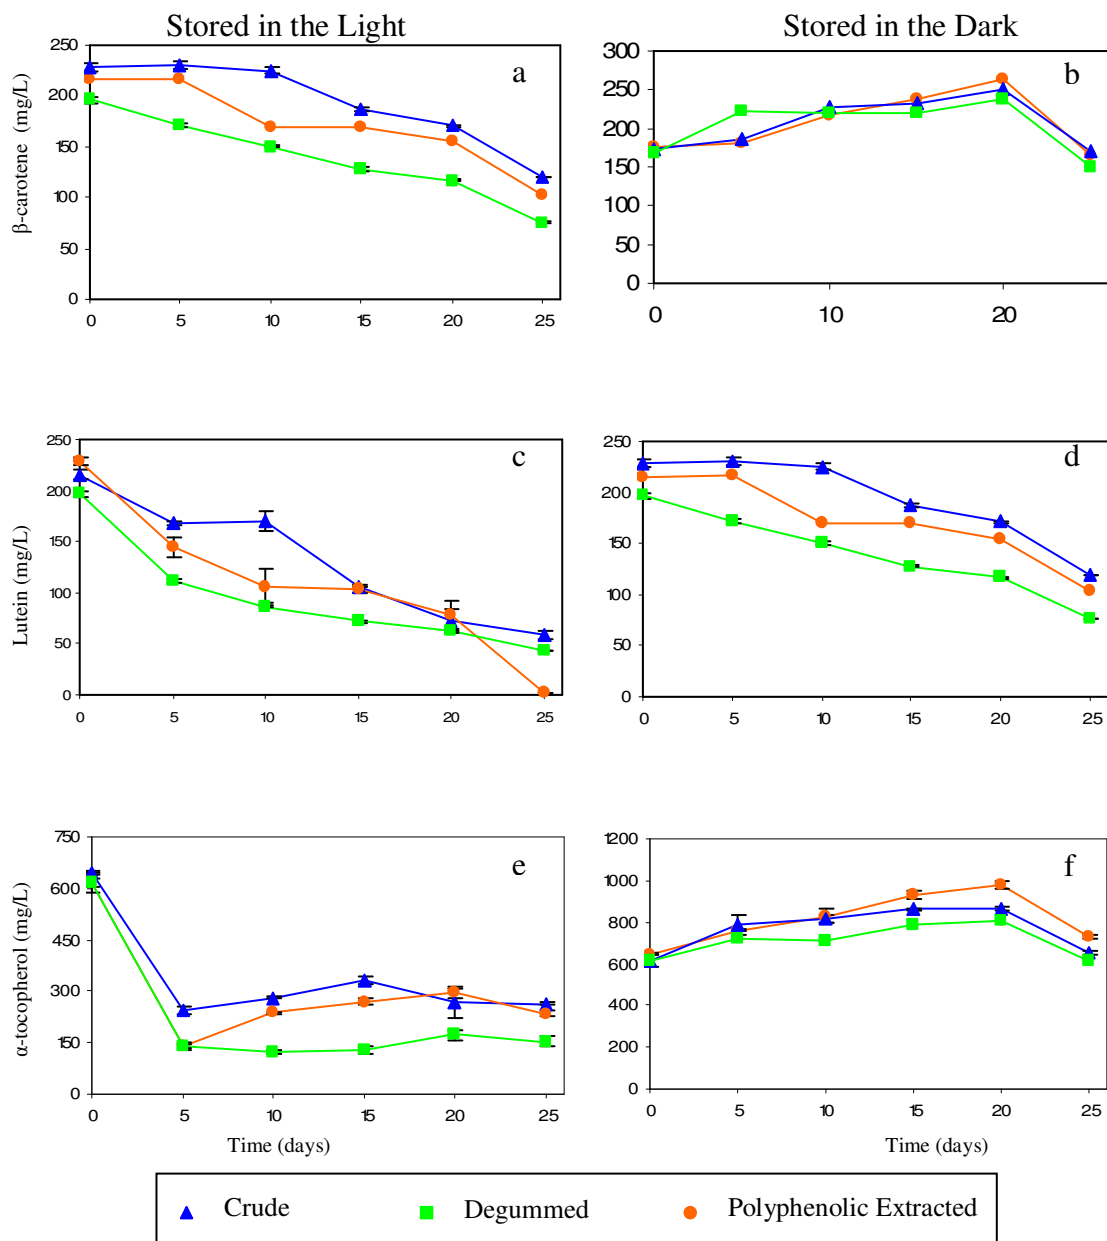 Stored in the Light
Stored in the Dark
β-carotene (mg/L)
250
200
150
100
50
0
0 5 10 15 20 25
a
300
250
200
150
100
50
0
0 10 20
b
Lutein (mg/L)
250
200
150
100
50
0
0 5 10 15 20 25
c
250
200
150
100
50
0
0 5 10 15 20 25
d
α-tocopherol (mg/L)
750
600
450
300
150
0
0 5 10 15 20 25
e
Time (days)
1200
1000
800
600
400
200
0
0 5 10 15 20 25
f
Time (days)
Crude Degummed Polyphenolic Extracted